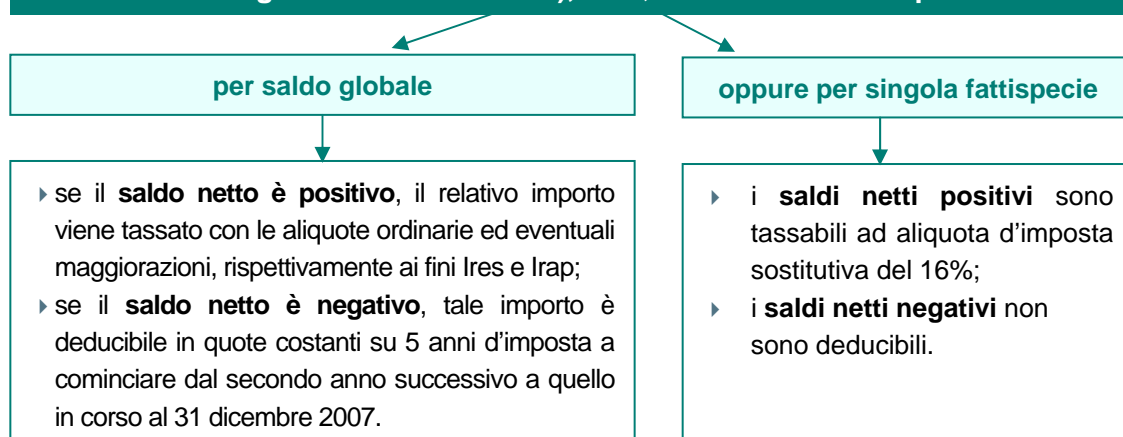 per saldo globale
oppure per singola fattispecie
▸ se il saldo netto è positivo, il relativo importo
viene tassato con le aliquote ordinarie ed eventuali
maggiorazioni, rispettivamente ai fini Ires e Irap;
▸ se il saldo netto è negativo, tale importo è
deducibile in quote costanti su 5 anni d'imposta a
cominciare dal secondo anno successivo a quello
in corso al 31 dicembre 2007.
▸ i saldi netti positivi sono
tassabili ad aliquota d'imposta
sostitutiva del 16%;
▸ i saldi netti negativi non
sono deducibili.